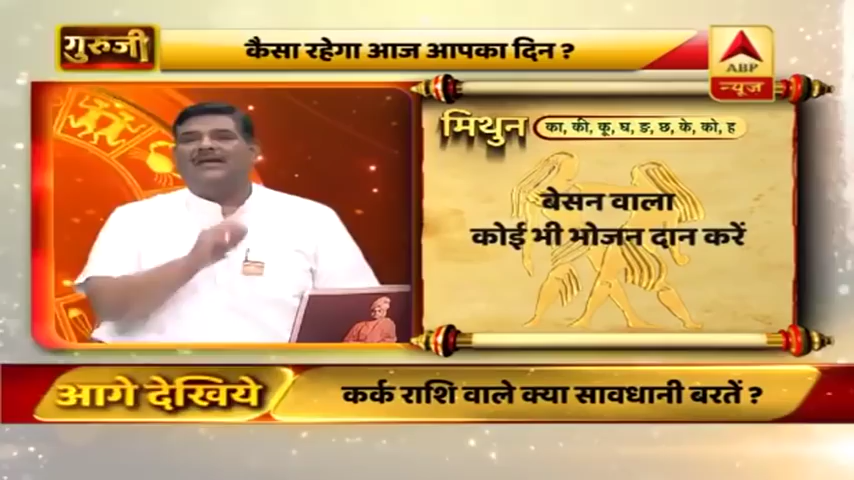 गुरुजी
कैसा रहेगा आज आपका दिन ?
ABP
न्यूज़
मिथुन
का, की, कू, घ, ङ, छ, के, को, ह
बेसन वाला
कोई भी भोजन दान करें
आगे देखिये
कर्क राशि वाले क्या सावधानी बरतें ?